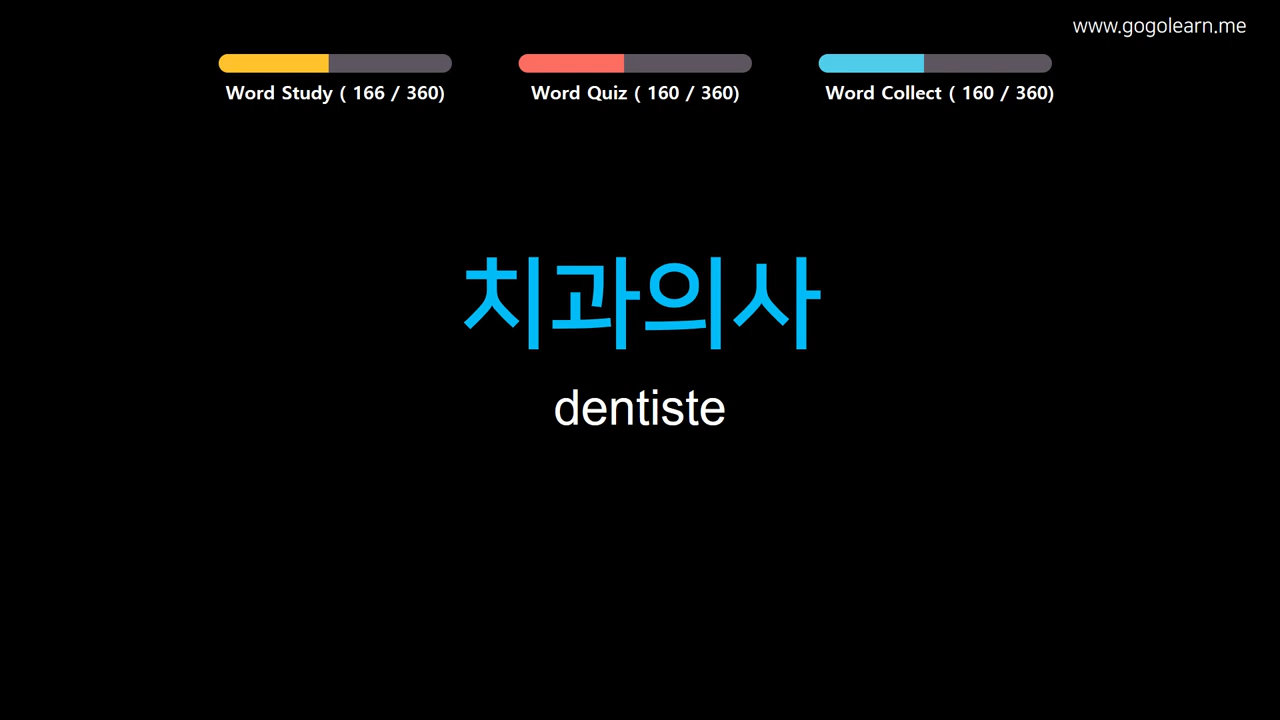 www.gogolearn.me
Word Study ( 166 / 360)
Word Quiz ( 160 / 360)
Word Collect ( 160 / 360)
치과의사
dentiste